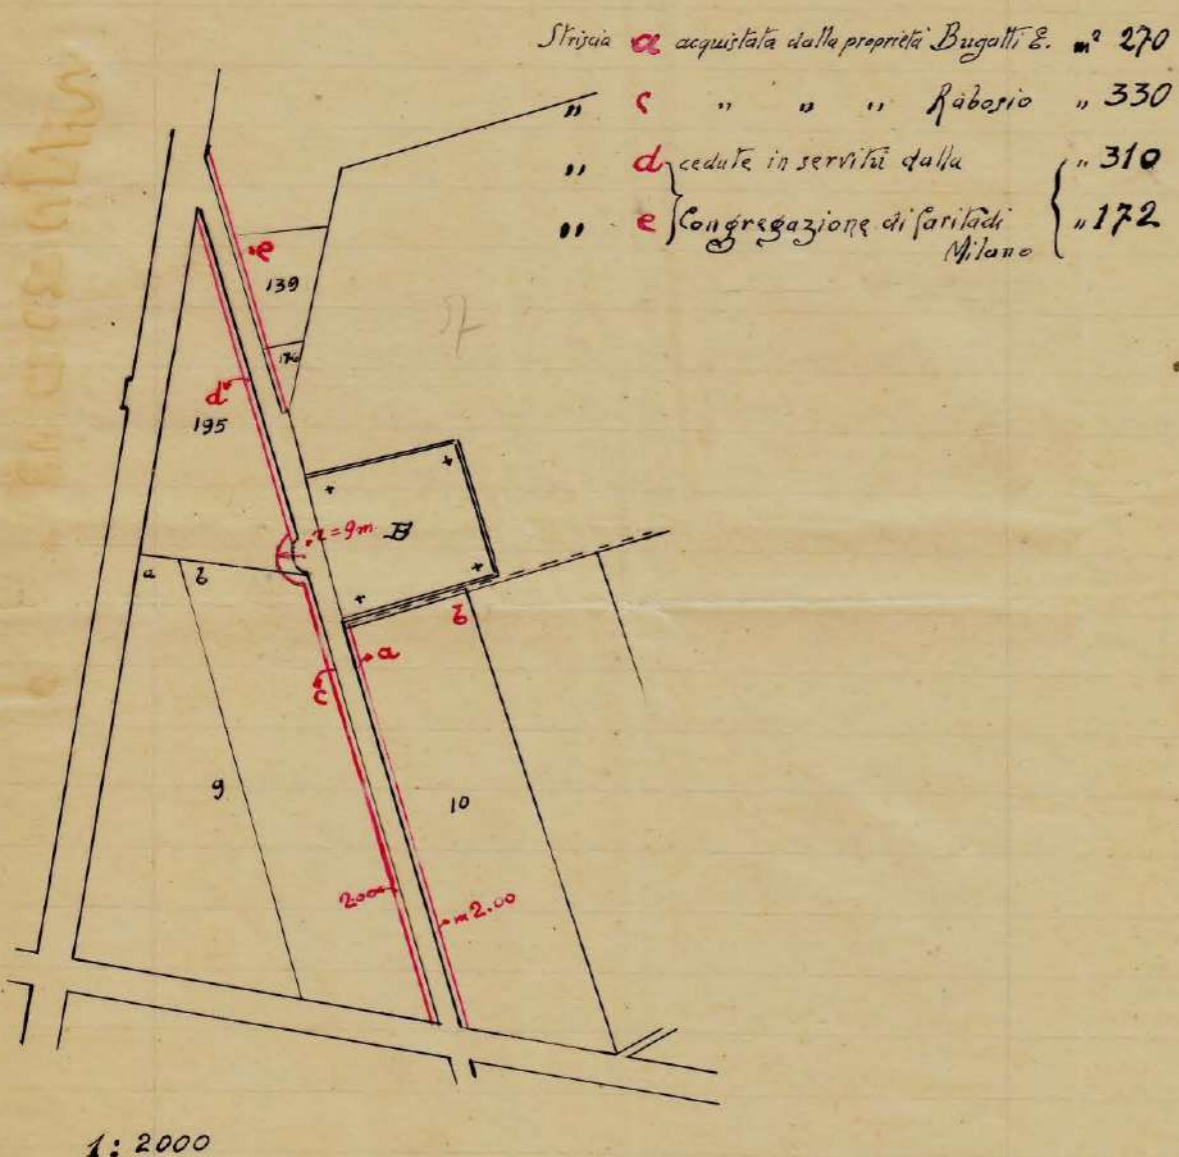 Striscia a acquistata dalla proprietà Bugatti E. m² 270
" c " " " Rabosio " 330
" d cedute in servitù dalla " 310
" e Congregazione di Carità di " 172
Milano
e
139
d
195
r=9m.
B
a b
b
a
c
9
10
2.00
m 2.00
1:2000